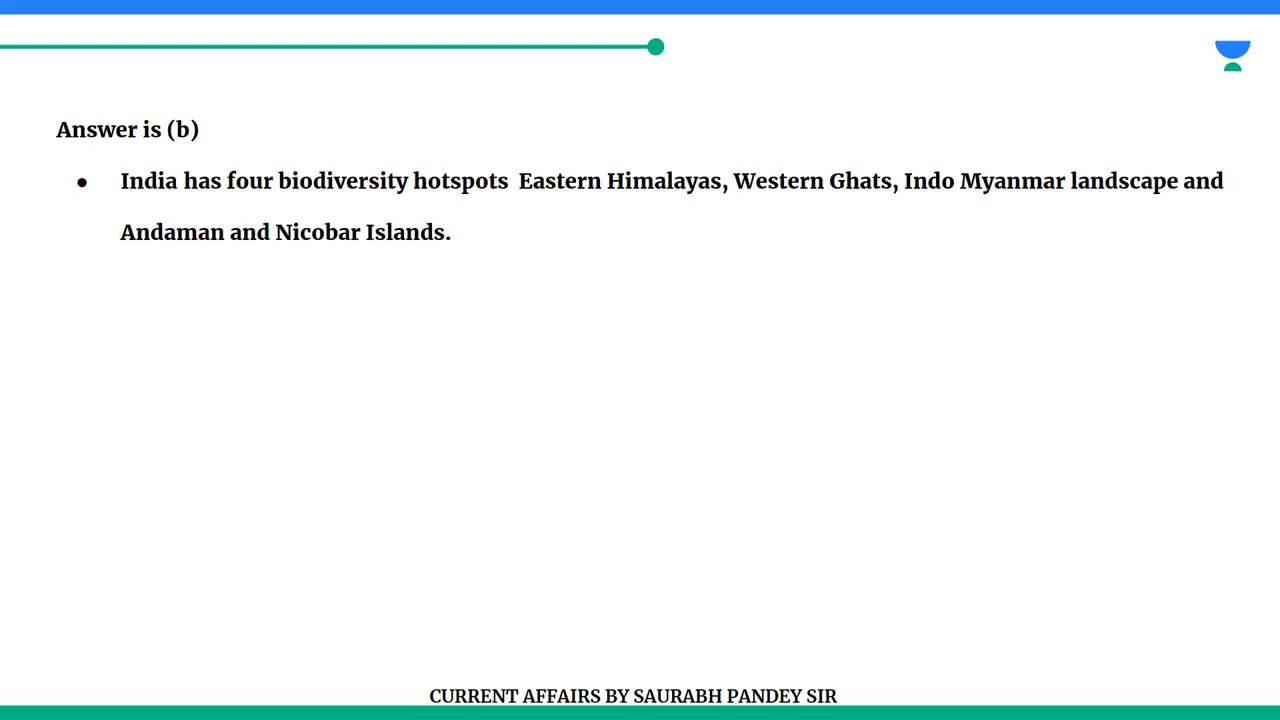 Answer is (b)
● India has four biodiversity hotspots  Eastern Himalayas, Western Ghats, Indo Myanmar landscape and
Andaman and Nicobar Islands.
CURRENT AFFAIRS BY SAURABH PANDEY SIR